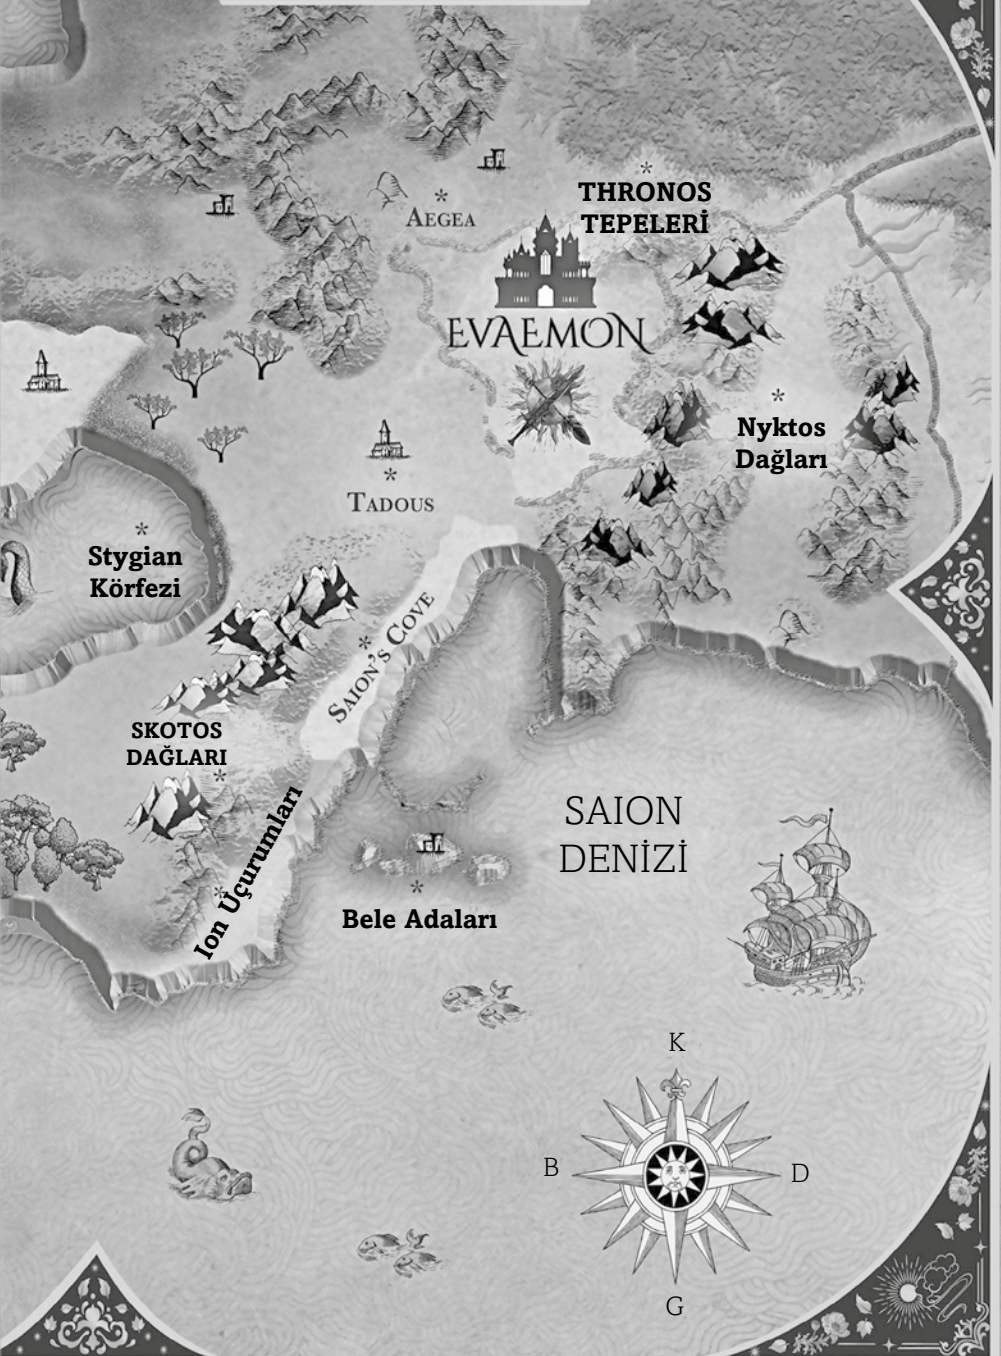 THRONOS
TEPELERİ
AEGEA
EVAEMON
Nyktos
Dağları
TADOUS
Stygian
Körfezi
SAION'S COVE
SKOTOS
DAĞLARI
Ion Uçurumları
SAION
DENİZİ
Bele Adaları
K
B
D
G